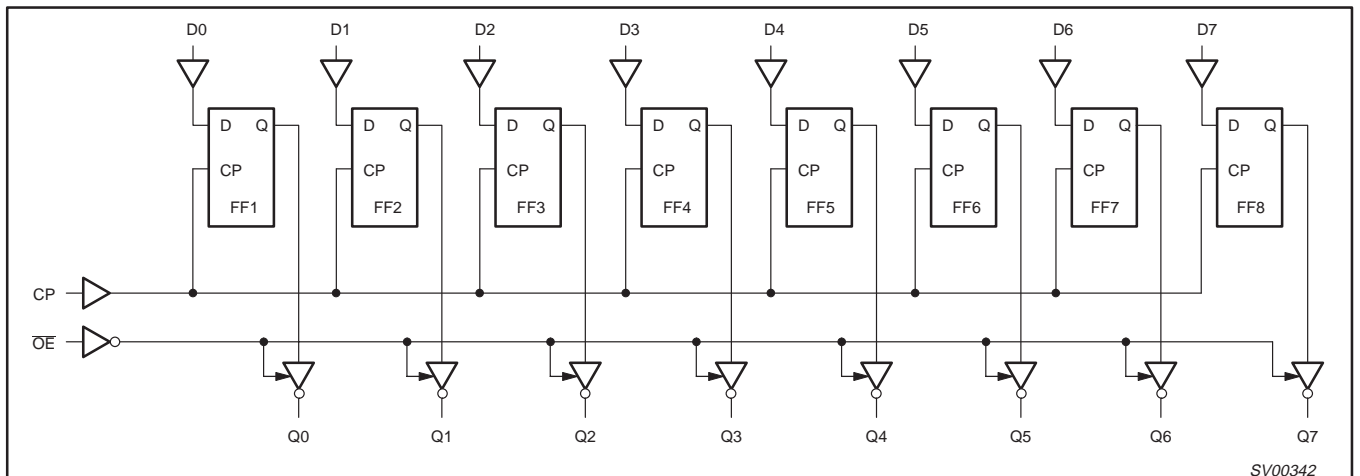 D0 D1 D2 D3 D4 D5 D6 D7
D Q D Q D Q D Q D Q D Q D Q D Q
CP CP CP CP CP CP CP CP
FF1 FF2 FF3 FF4 FF5 FF6 FF7 FF8
CP
O̅E̅
Q0 Q1 Q2 Q3 Q4 Q5 Q6 Q7
SV00342